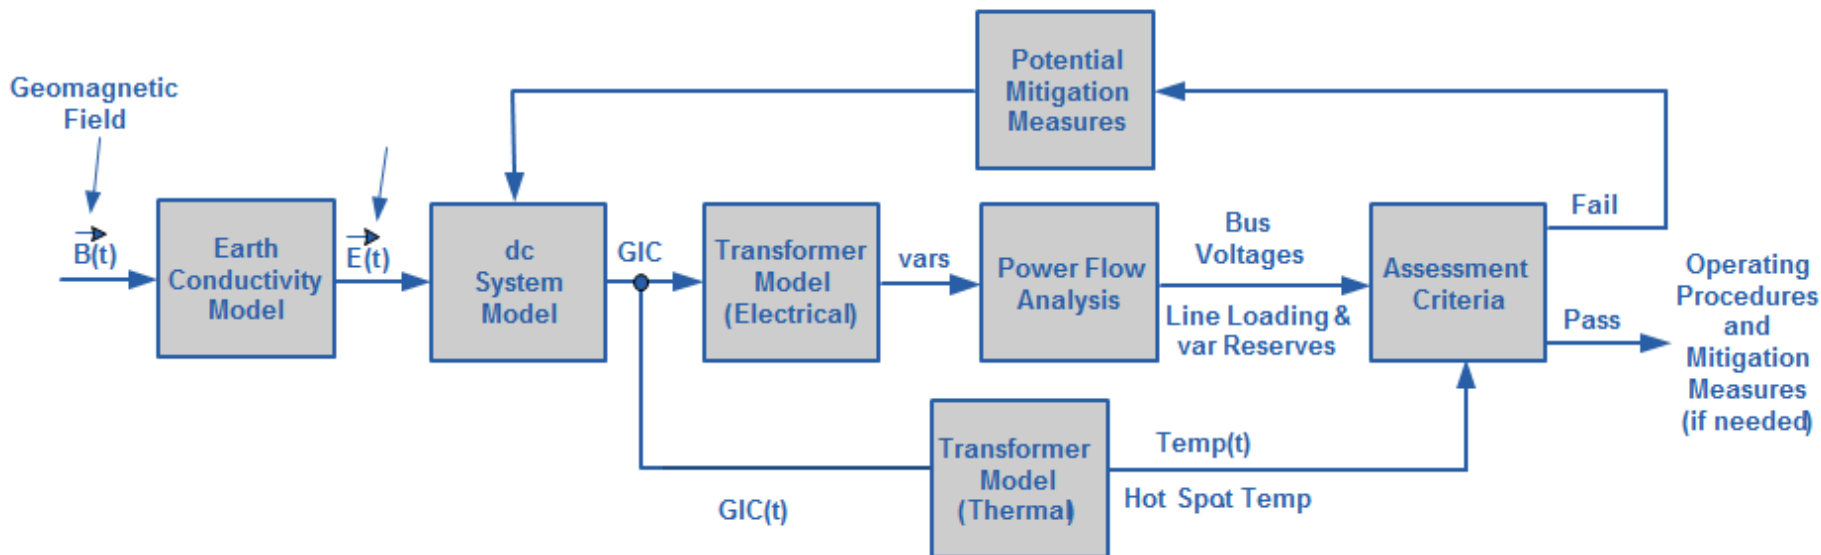 Geomagnetic
Field
B(t)
Earth
Conductivity
Model
E(t)
dc
System
Model
GIC
Transformer
Model
(Electrical)
vars
Power Flow
Analysis
Bus
Voltages
Line Loading &
var Reserves
Assessment
Criteria
Fail
Pass
Potential
Mitigation
Measures
Operating
Procedures
and
Mitigation
Measures
(if needed)
GIC(t)
Transformer
Model
(Thermal)
Temp(t)
Hot Spot Temp